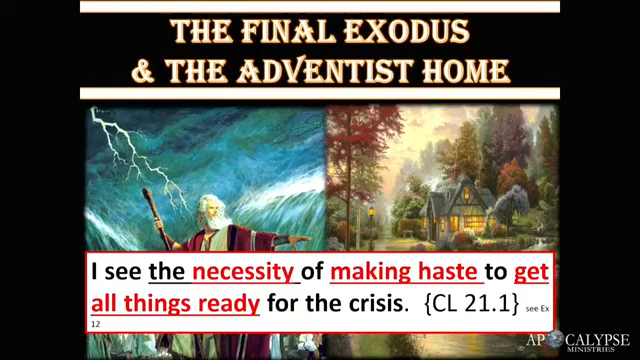 THE FINAL EXODUS
& THE ADVENTIST HOME
I see the necessity of making haste to get
all things ready for the crisis. {CL 21.1} see Ex
12
APOCALYPSE
MINISTRIES